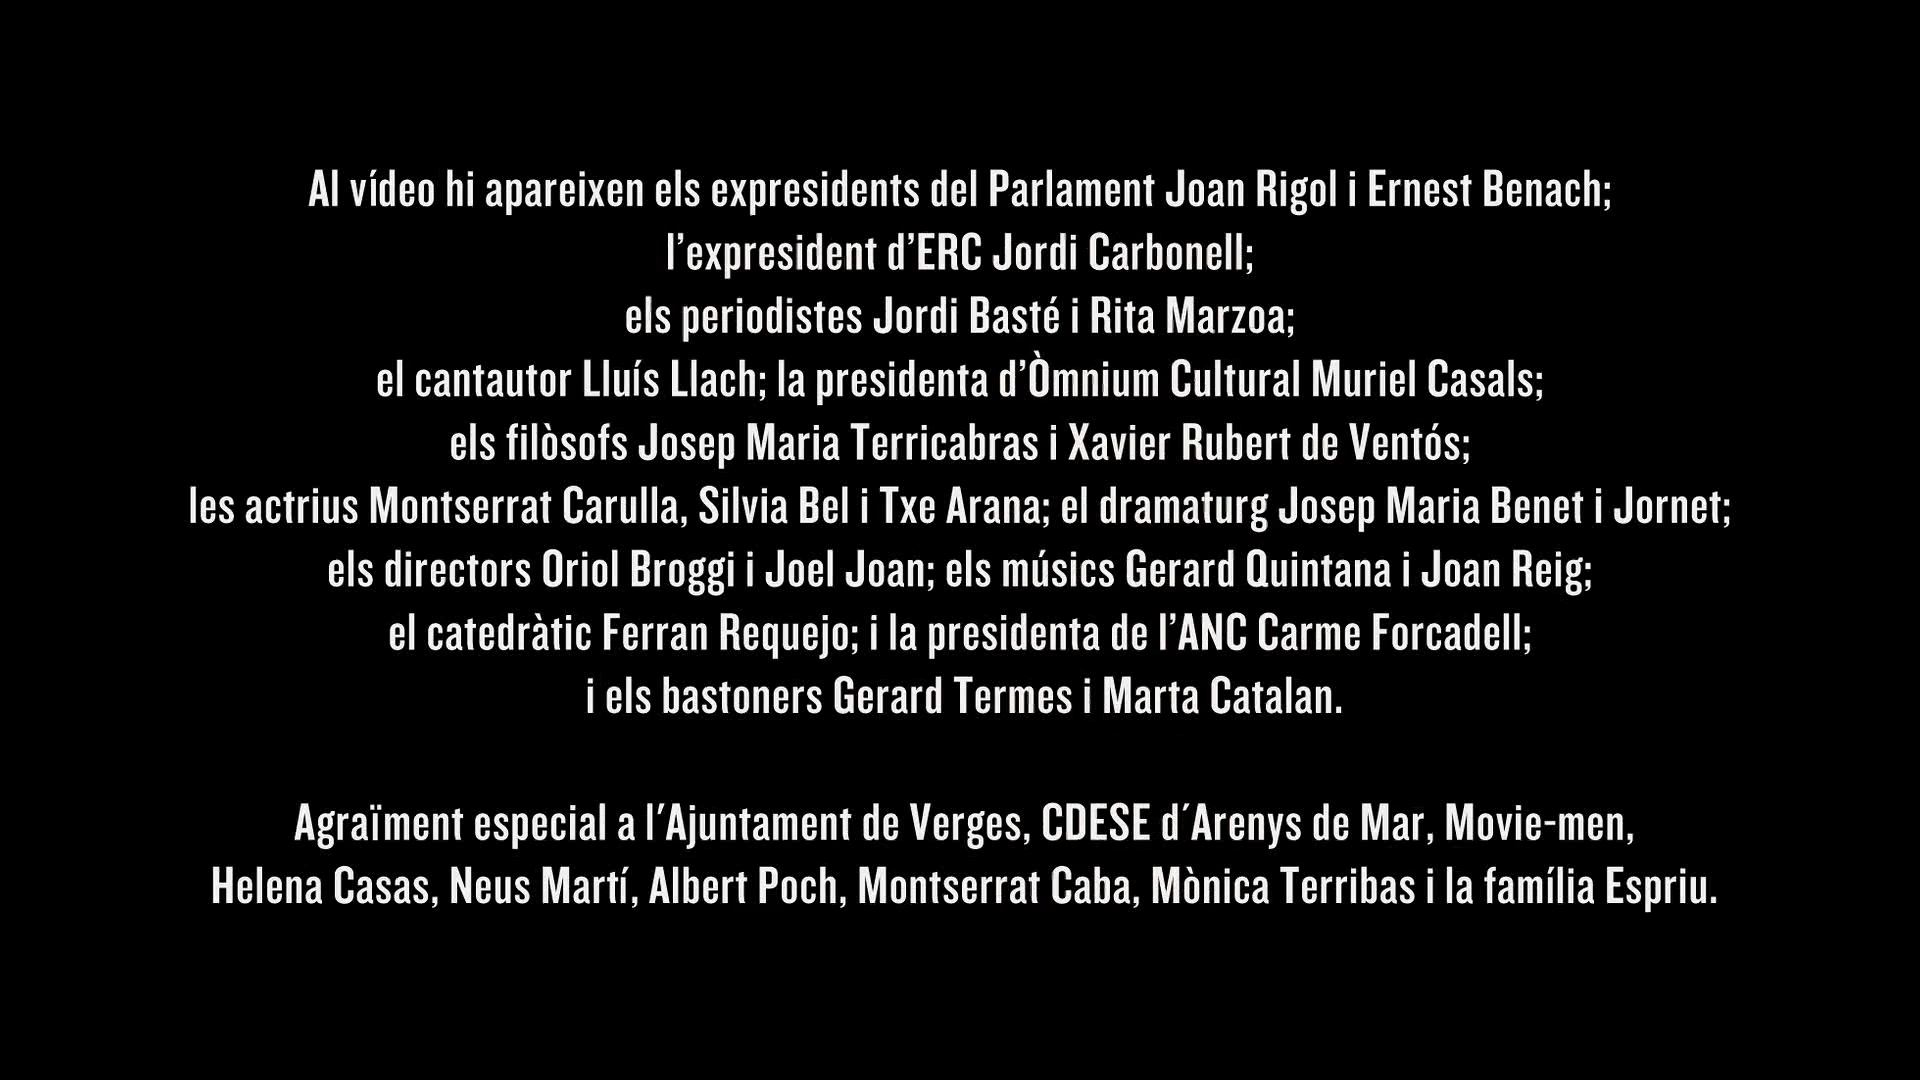 Al vídeo hi apareixen els expresidents del Parlament Joan Rigol i Ernest Benach;
l’expresident d’ERC Jordi Carbonell;
els periodistes Jordi Basté i Rita Marzoa;
el cantautor Lluís Llach; la presidenta d’Òmnium Cultural Muriel Casals;
els filòsofs Josep Maria Terricabras i Xavier Rubert de Ventós;
les actrius Montserrat Carulla, Silvia Bel i Txe Arana; el dramaturg Josep Maria Benet i Jornet;
els directors Oriol Broggi i Joel Joan; els músics Gerard Quintana i Joan Reig;
el catedràtic Ferran Requejo; i la presidenta de l’ANC Carme Forcadell;
i els bastoners Gerard Termes i Marta Catalan.
Agraïment especial a l´Ajuntament de Verges, CDESE d´Arenys de Mar, Movie-men,
Helena Casas, Neus Martí, Albert Poch, Montserrat Caba, Mònica Terribas i la família Espriu.